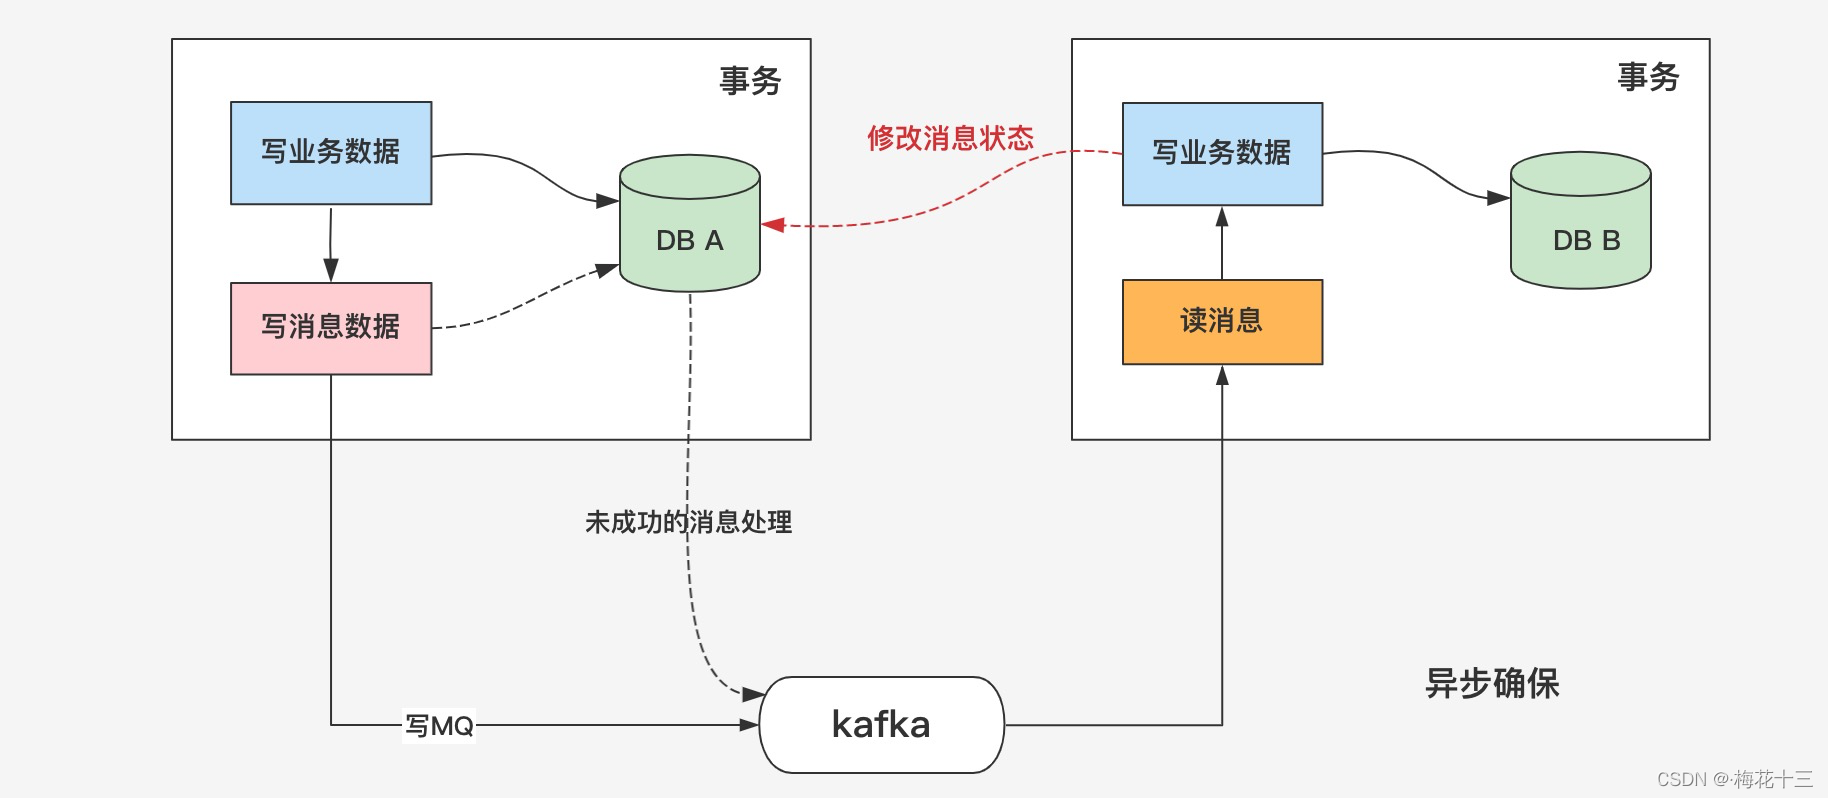 事务
写业务数据
DB A
写消息数据
修改消息状态
事务
写业务数据
DB B
读消息
未成功的消息处理
异步确保
写MQ
kafka
CSDN @·梅花十三